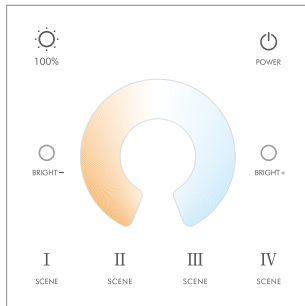 100%
POWER
BRIGHT−
BRIGHT+
I II III IV
SCENE SCENE SCENE SCENE